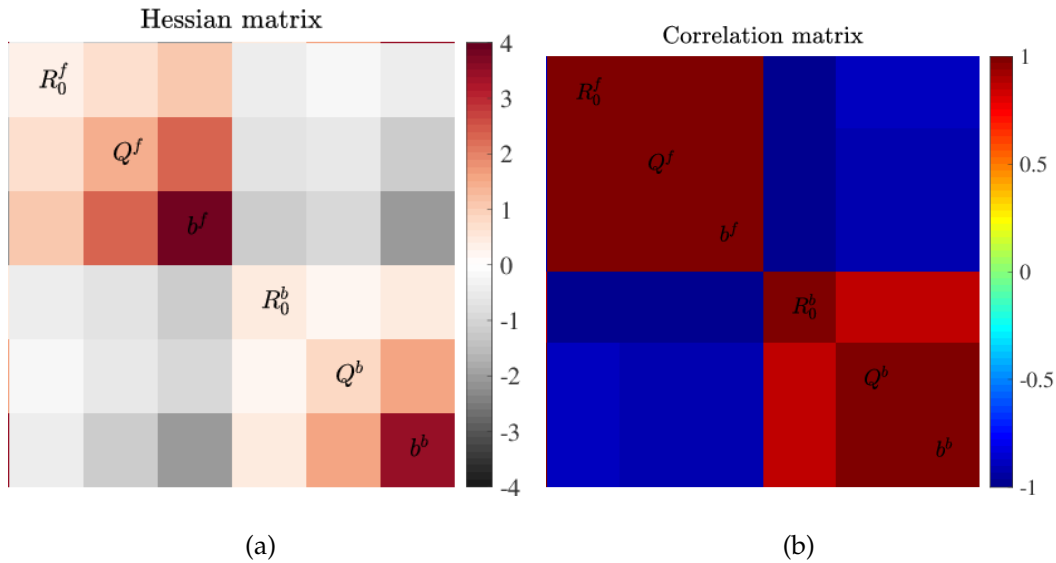 Hessian matrix
R_0^f
Q^f
b^f
R_0^b
Q^b
b^b
4
3
2
1
0
-1
-2
-3
-4
(a)
Correlation matrix
R_0^f
Q^f
b^f
R_0^b
Q^b
b^b
1
0.5
0
-0.5
-1
(b)